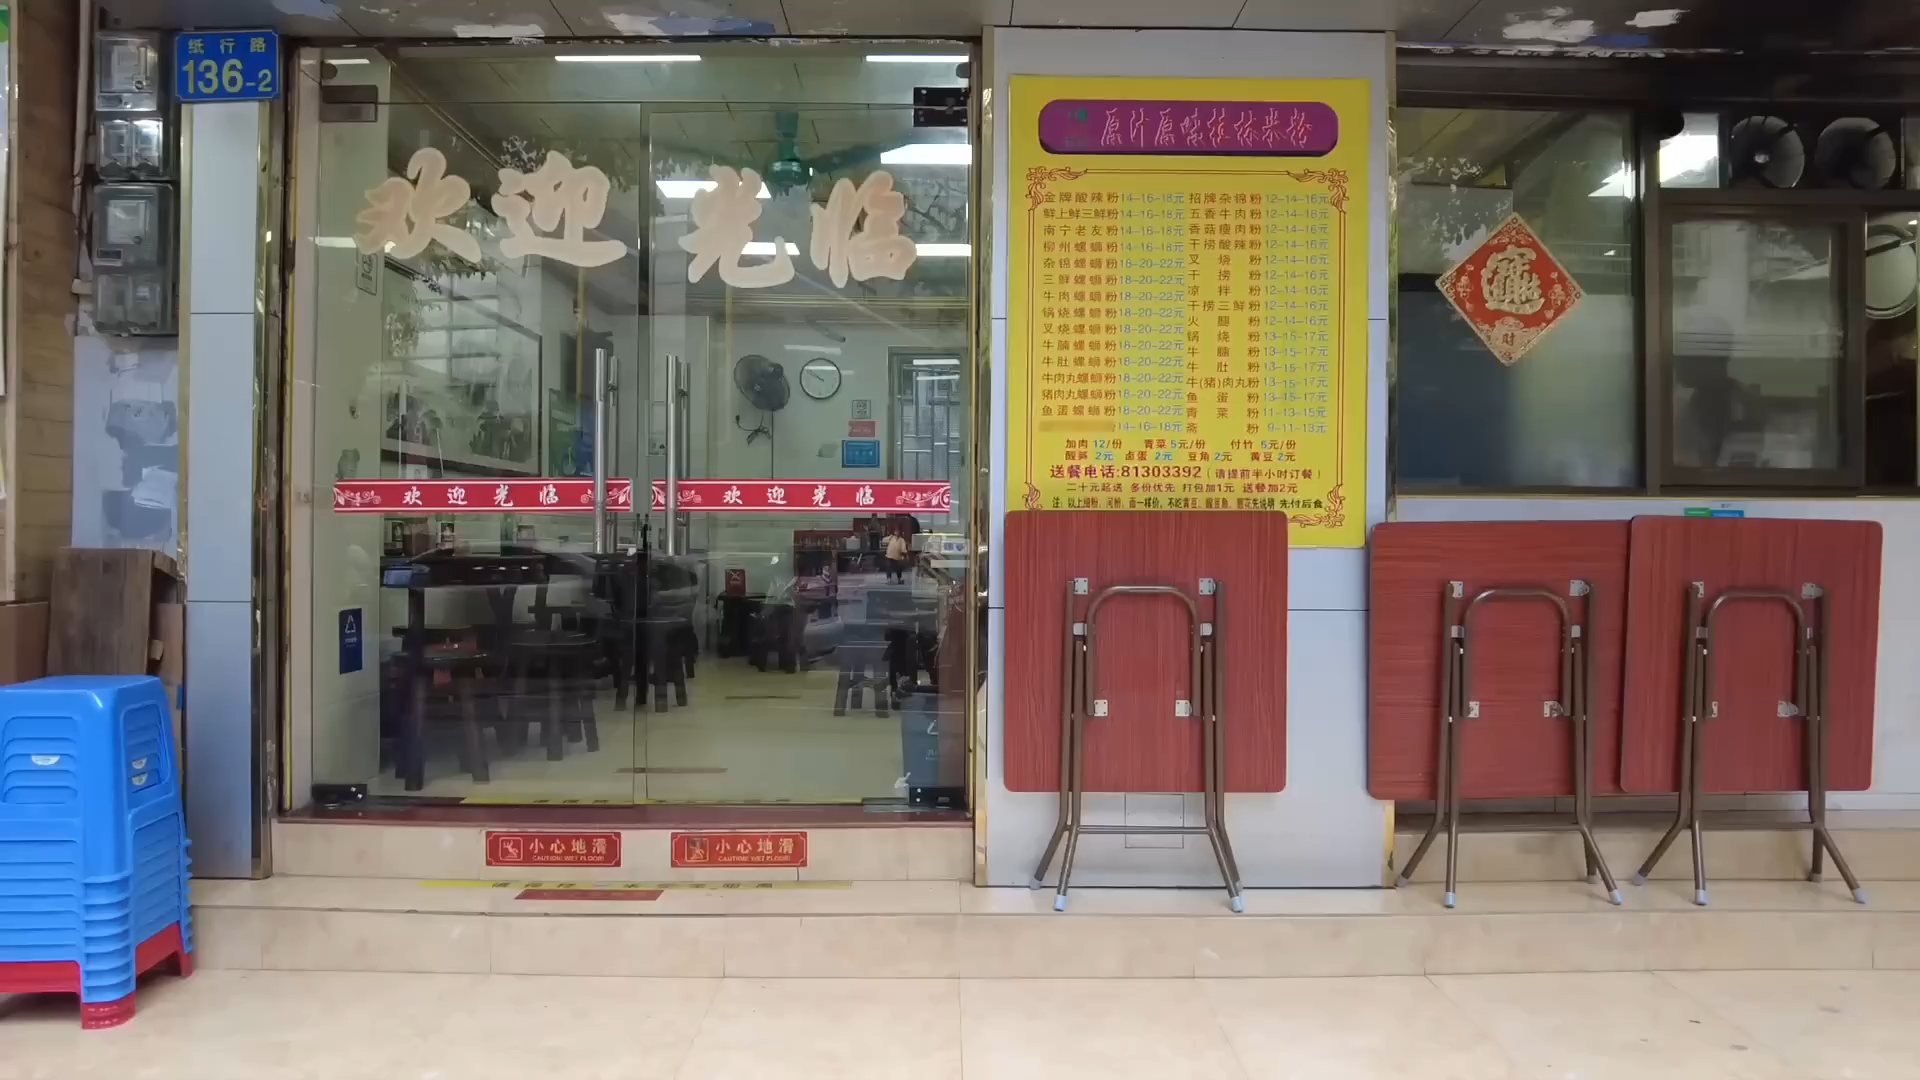 纸行路
136-2
欢迎光临
欢迎光临
欢迎光临
原汁原味桂林米粉
金牌酸辣粉14-16-18元 招牌杂锦粉12-14-16元
鲜上鲜三鲜粉14-16-18元 五香牛肉粉12-14-16元
南宁老友粉14-16-18元 香菇瘦肉粉12-14-16元
柳州螺蛳粉14-16-18元 干捞酸辣粉12-14-16元
杂锦螺蛳粉18-20-22元 叉烧粉12-14-16元
三鲜螺蛳粉18-20-22元 干捞粉12-14-16元
牛肉螺蛳粉18-20-22元 凉拌粉12-14-16元
锅烧螺蛳粉18-20-22元 干捞三鲜粉12-14-16元
叉烧螺蛳粉18-20-22元 火腿粉12-14-16元
牛腩螺蛳粉18-20-22元 锅烧粉13-15-17元
牛肚螺蛳粉18-20-22元 牛腩粉13-15-17元
牛肉丸螺蛳粉18-20-22元 牛肚粉13-15-17元
猪肉丸螺蛳粉18-20-22元 牛(猪)肉丸粉13-15-17元
鱼蛋螺蛳粉18-20-22元 鱼蛋粉13-15-17元
14-16-18元 青菜粉11-13-15元
斋粉9-11-13元
加肉12/份 青菜5元/份 付竹5元/份
酸笋2元 卤蛋2元 豆角2元 黄豆2元
送餐电话:81303392(请提前半小时订餐)
二十元起送 多份优先 打包加1元 送餐加2元
先付后食
财
小心地滑
CAUTION! WET FLOOR!
小心地滑
CAUTION! WET FLOOR!